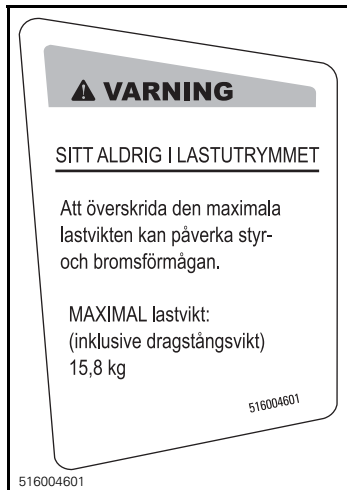 VARNING
SITT ALDRIG I LASTUTRYMMET
Att överskrida den maximala
lastvikten kan påverka styr-
och bromsförmågan.
MAXIMAL lastvikt:
(inklusive dragstångsvikt)
15,8 kg
516004601
516004601